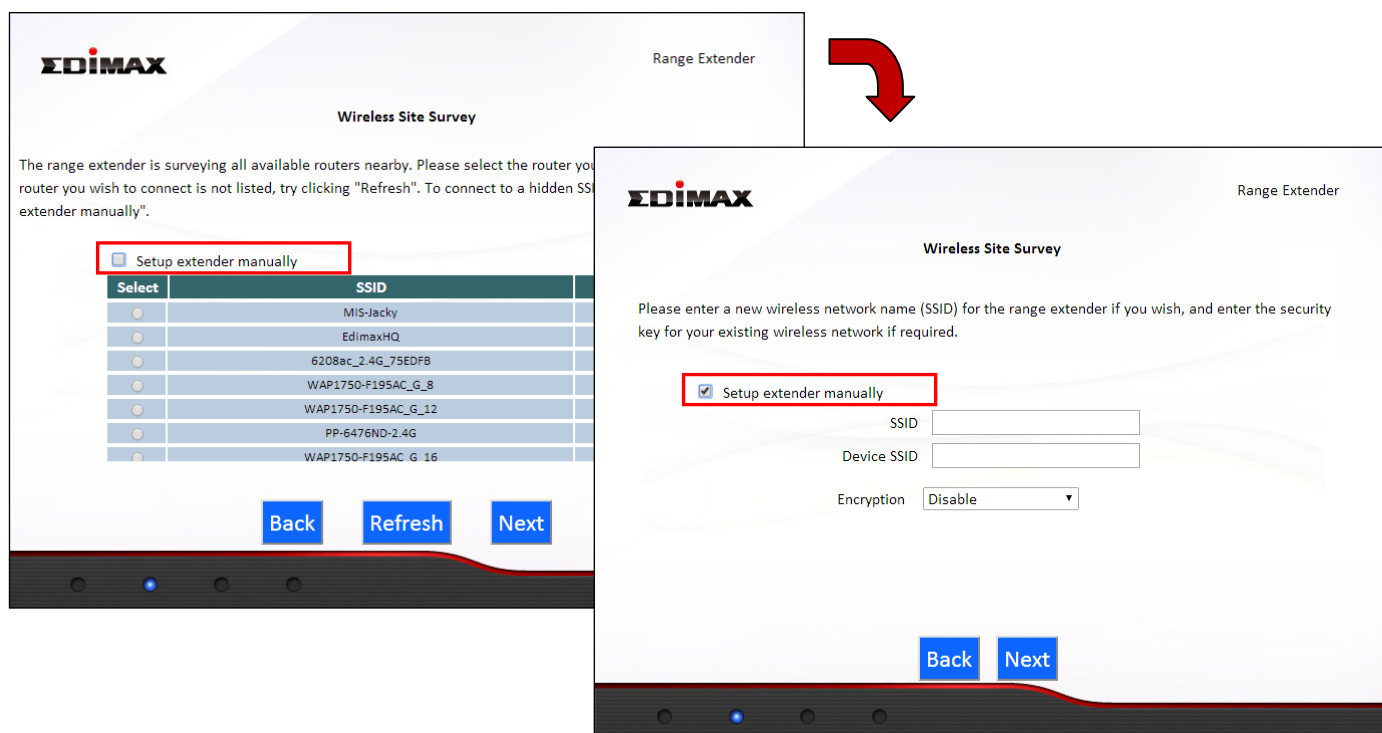 EDIMAX
Range Extender
Wireless Site Survey
The range extender is surveying all available routers nearby. Please select the router you
router you wish to connect is not listed, try clicking "Refresh". To connect to a hidden SSI
extender manually".
Setup extender manually
Select SSID
MIS-Jacky
EdimaxHQ
6208ac_2.4G_75EDFB
WAP1750-F195AC_G_8
WAP1750-F195AC_G_12
PP-6476ND-2.4G
WAP1750-F195AC_G_16
Back Refresh Next
EDIMAX
Range Extender
Wireless Site Survey
Please enter a new wireless network name (SSID) for the range extender if you wish, and enter the security
key for your existing wireless network if required.
Setup extender manually
SSID
Device SSID
Encryption Disable
Back Next